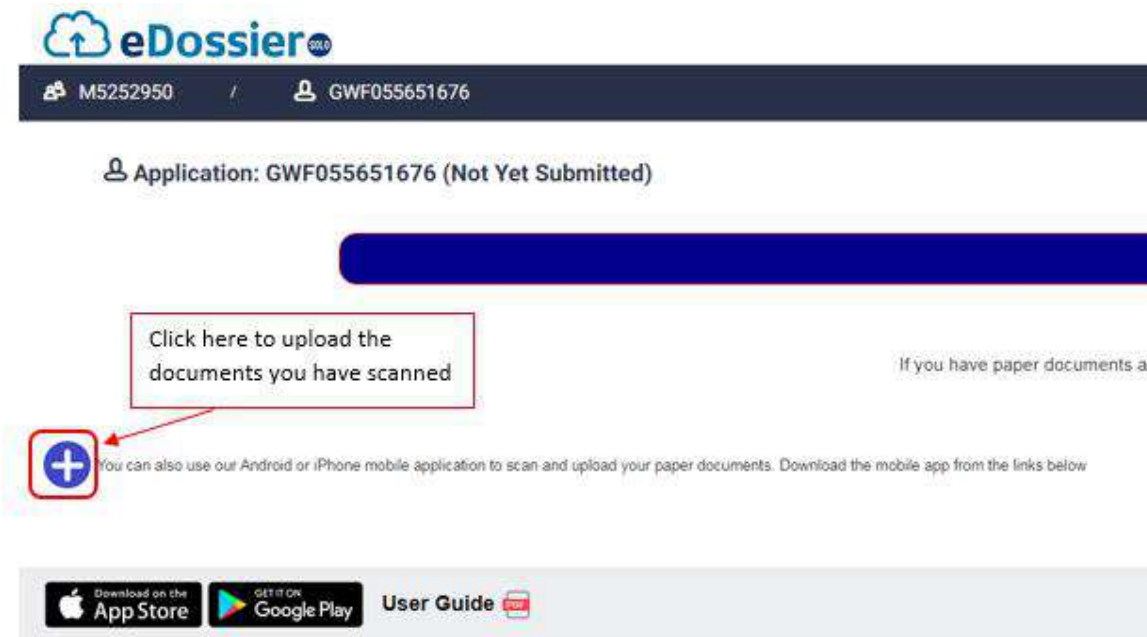 eDossier SOLO
M5252950 / GWF055651676
Application: GWF055651676 (Not Yet Submitted)
Click here to upload the
documents you have scanned
If you have paper documents a
You can also use our Android or iPhone mobile application to scan and upload your paper documents. Download the mobile app from the links below
Download on the
App Store
GET IT ON
Google Play
User Guide PDF